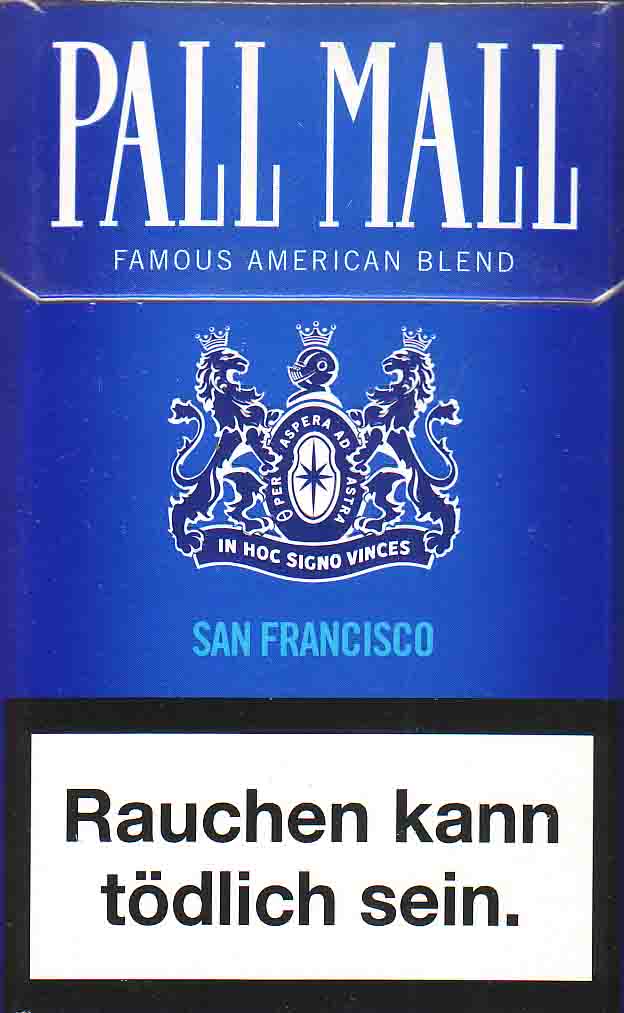 PALL MALL
FAMOUS AMERICAN BLEND
PER ASPERA AD ASTRA
IN HOC SIGNO VINCES
SAN FRANCISCO
Rauchen kann
tödlich sein.